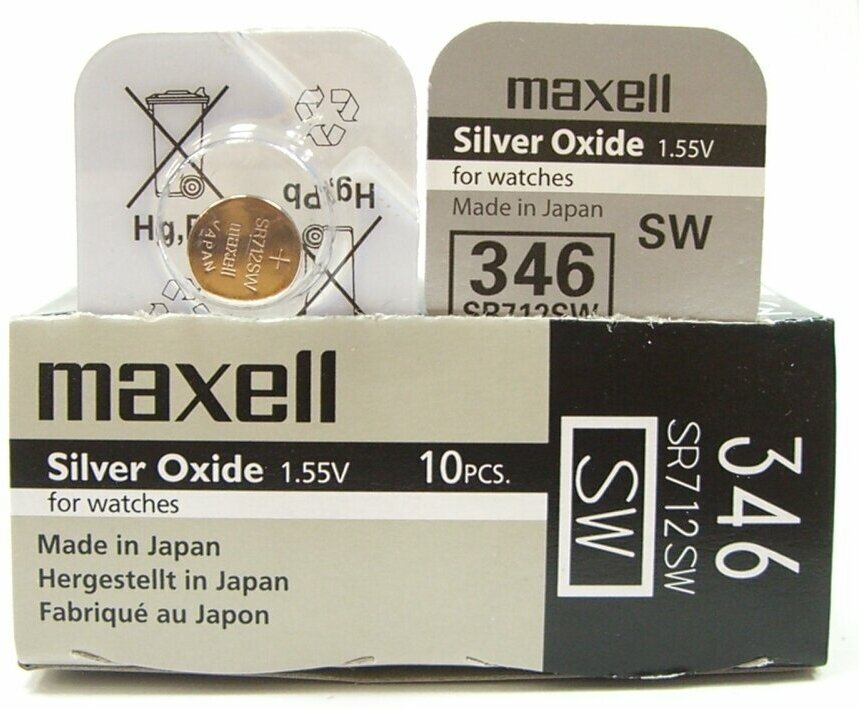 Hg,P
Hg,Pb
SR712SW
maxell
JAPAN
+
maxell
Silver Oxide 1.55V
for watches
Made in Japan
SW
346
SR712SW
maxell
Silver Oxide 1.55V 10PCS.
for watches
Made in Japan
Hergestellt in Japan
Fabriqué au Japon
346
SR712SW
SW